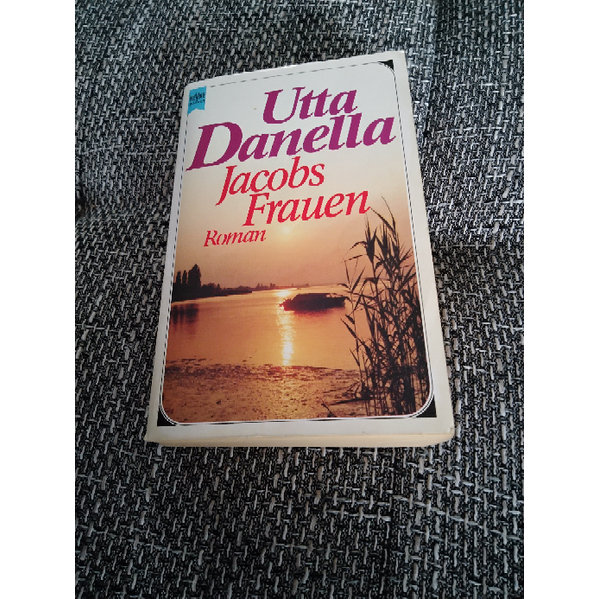 Utta
Danella
Jacobs
Frauen
Roman